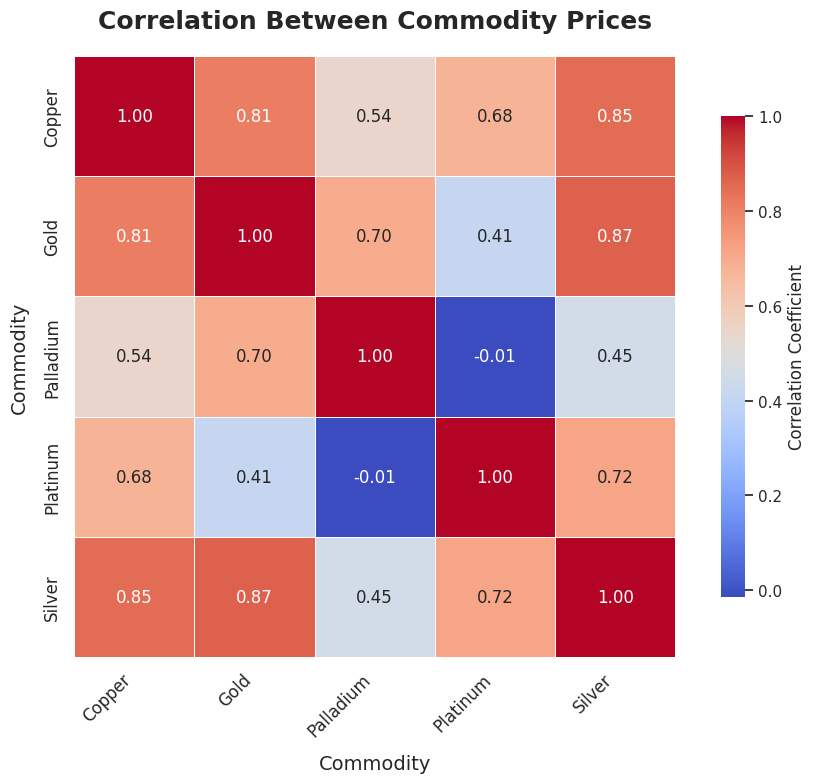 Correlation Between Commodity Prices
Copper 1.00 0.81 0.54 0.68 0.85
Gold 0.81 1.00 0.70 0.41 0.87
Palladium 0.54 0.70 1.00 -0.01 0.45
Platinum 0.68 0.41 -0.01 1.00 0.72
Silver 0.85 0.87 0.45 0.72 1.00
Commodity
Copper Gold Palladium Platinum Silver
Commodity
1.0
0.8
0.6
0.4
0.2
0.0
Correlation Coefficient